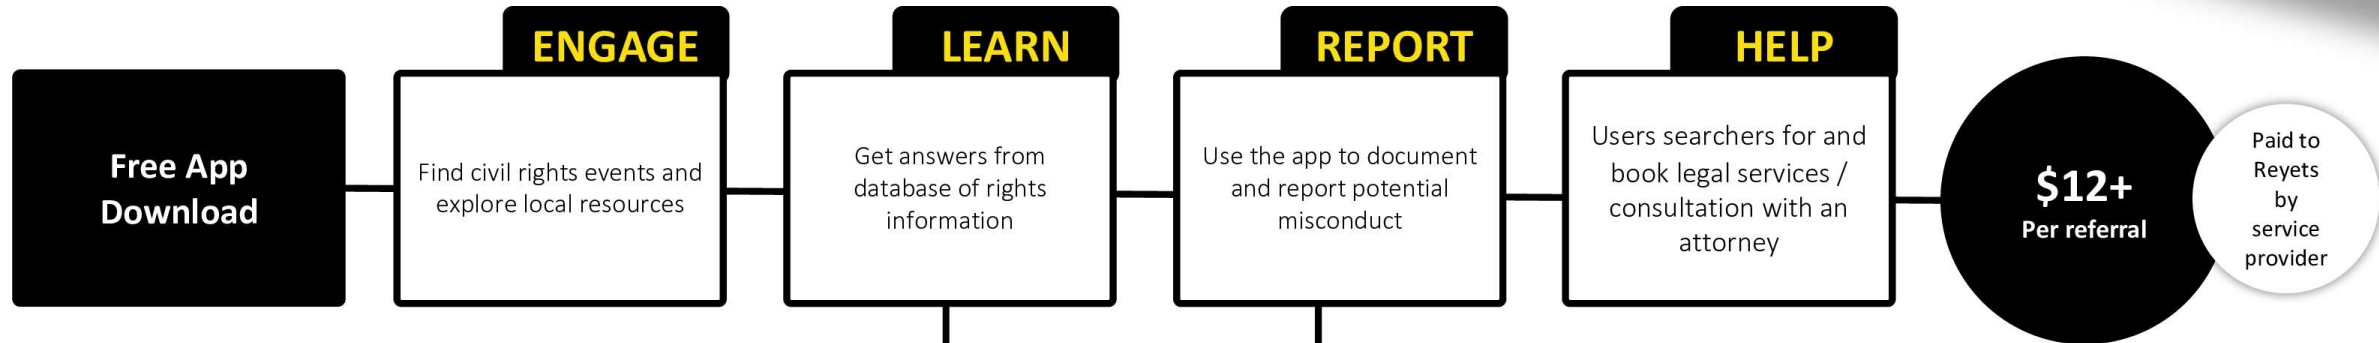 Free App
Download
ENGAGE
Find civil rights events and
explore local resources
LEARN
Get answers from
database of rights
information
REPORT
Use the app to document
and report potential
misconduct
HELP
Users searchers for and
book legal services /
consultation with an
attorney
$12+
Per referral
Paid to
Reyets
by
service
provider